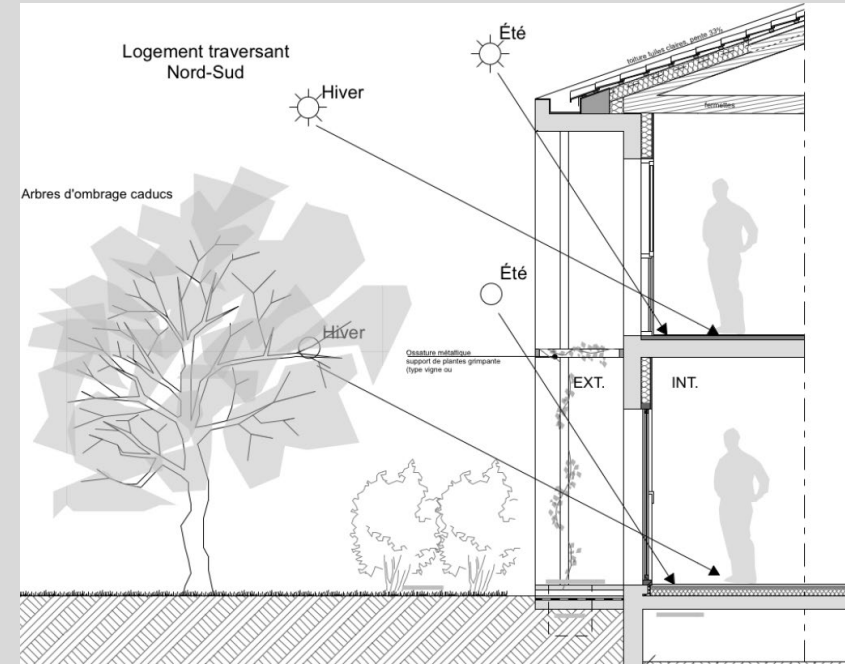 Logement traversant
Nord-Sud
Été
toiture tuiles claires, pente 33%
Hiver
fermettes
Arbres d'ombrage caducs
Été
Hiver
Ossature métallique
support de plantes grimpante
(type vigne ou
EXT.
INT.